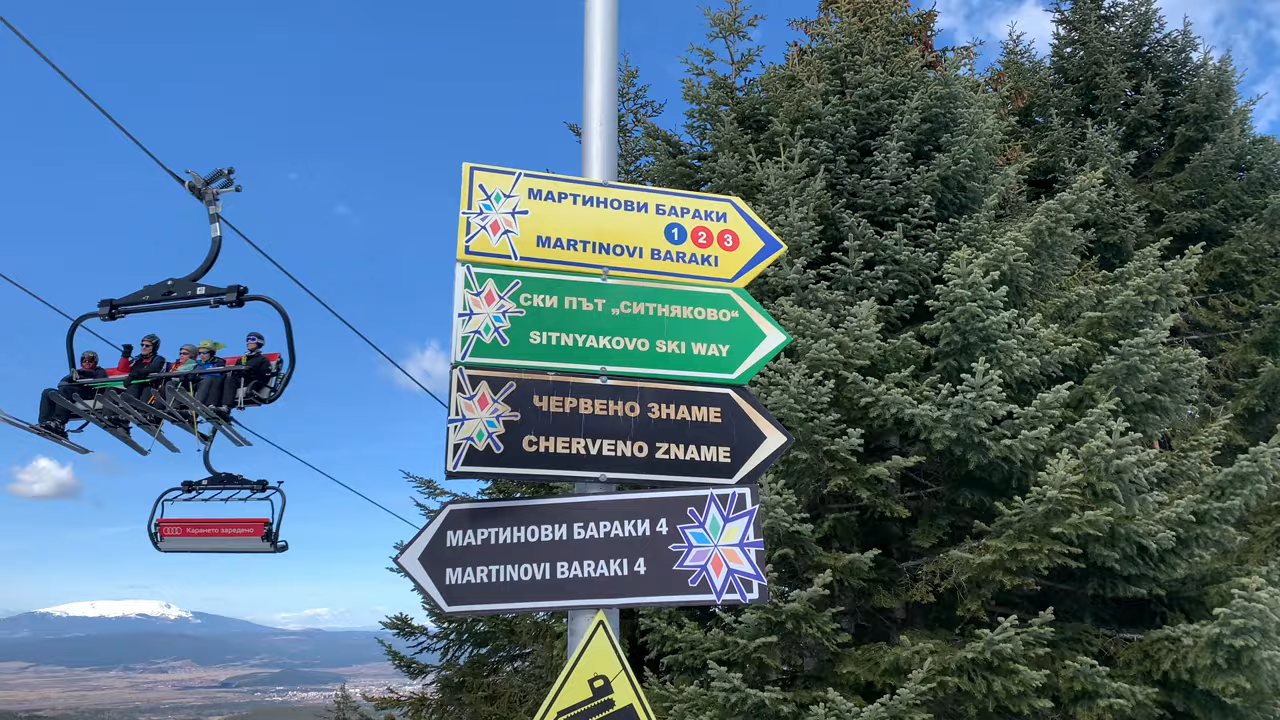 МАРТИНОВИ БАРАКИ
1 2 3
MARTINOVI BARAKI
СКИ ПЪТ „СИТНЯКОВО“
SITNYAKOVO SKI WAY
ЧЕРВЕНО ЗНАМЕ
CHERVENO ZNAME
МАРТИНОВИ БАРАКИ 4
MARTINOVI BARAKI 4
Карането заредено